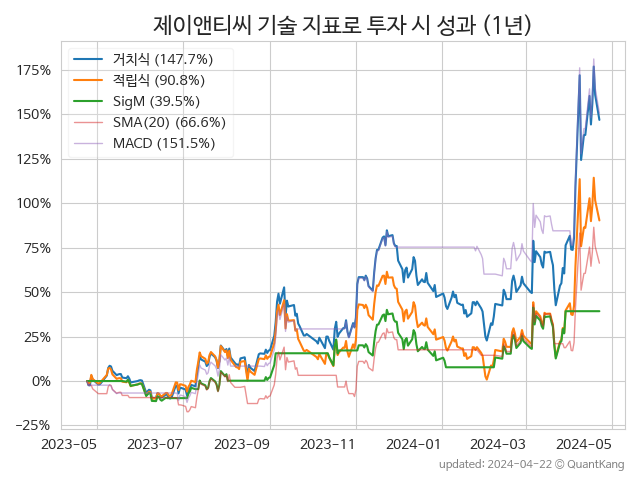 제이앤티씨 기술 지표로 투자 시 성과 (1년)
거치식 (147.7%)
적립식 (90.8%)
SigM (39.5%)
SMA(20) (66.6%)
MACD (151.5%)
175%
150%
125%
100%
75%
50%
25%
0%
−25%
2023-05 2023-07 2023-09 2023-11 2024-01 2024-03 2024-05
updated: 2024-04-22 © QuantKang